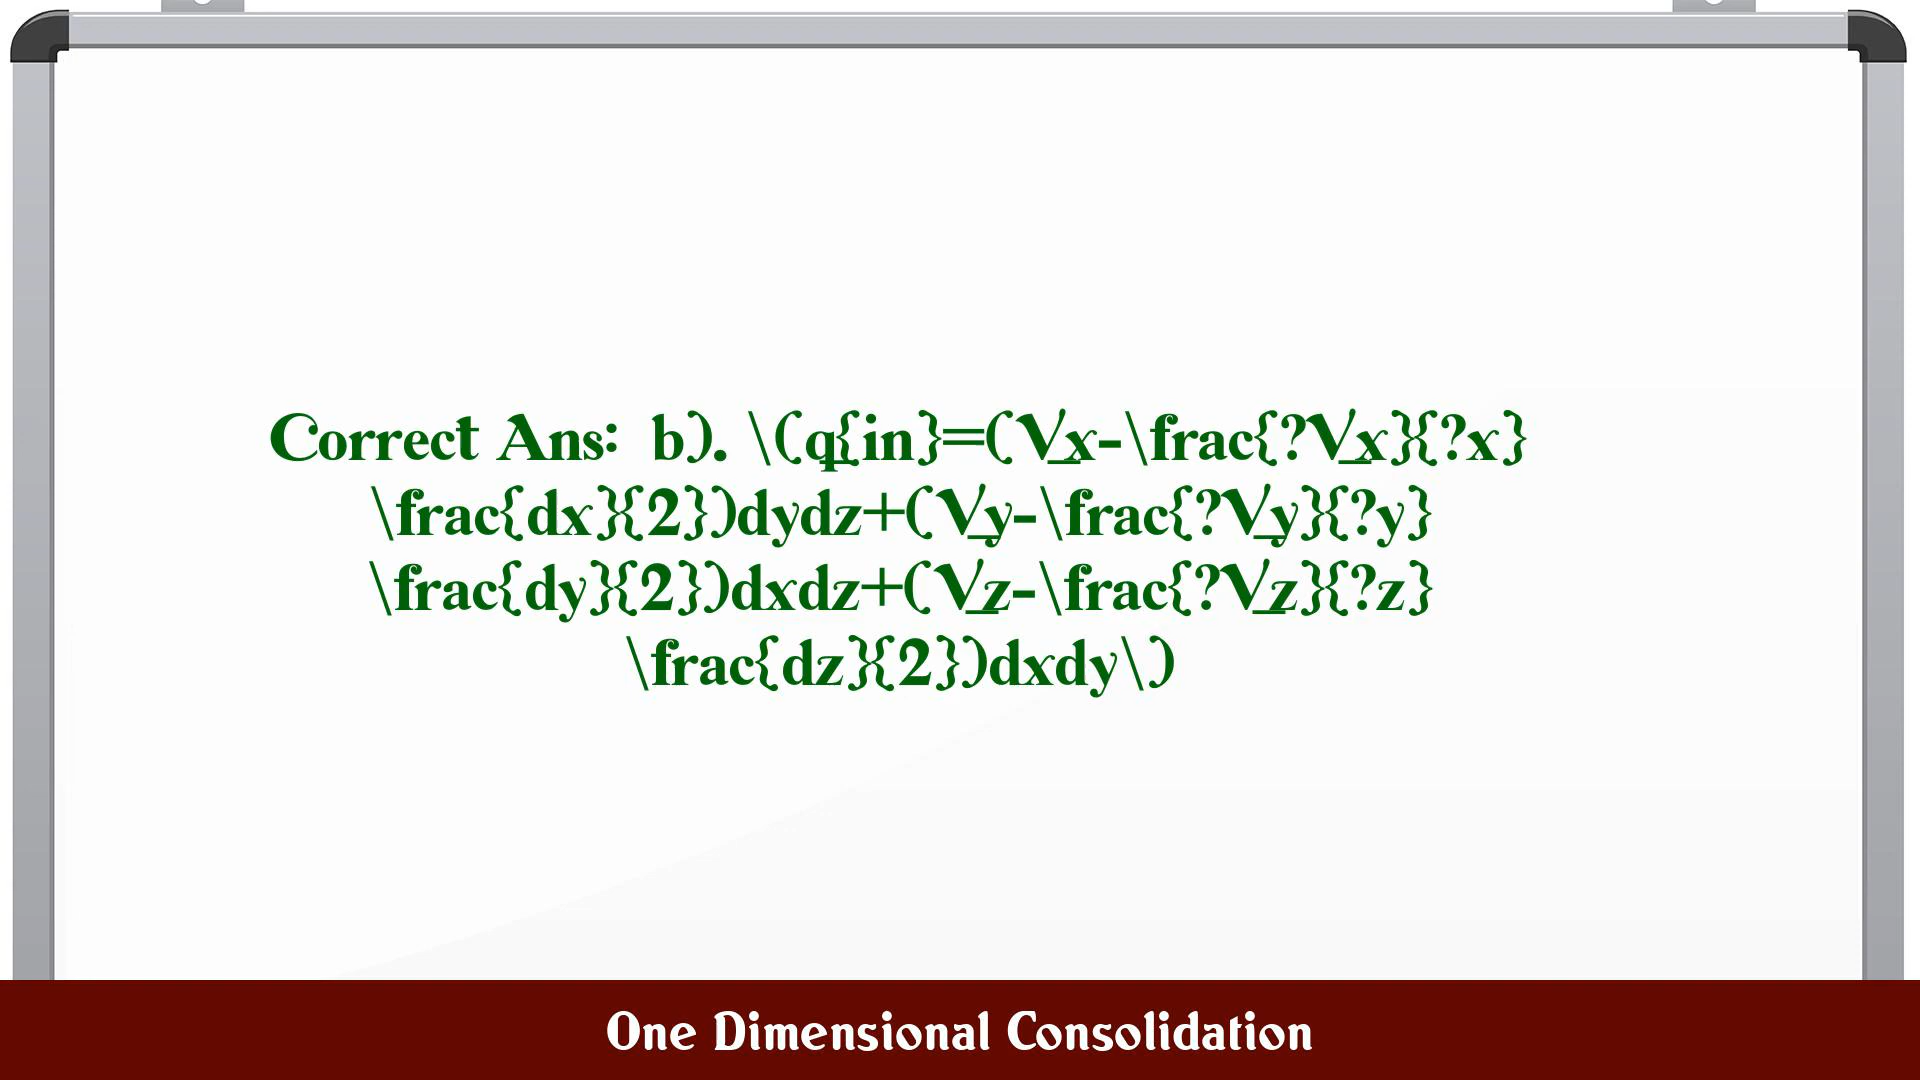 Correct Ans: b). \(q_{in}=(V_x-\frac{?V_x}{?x}
\frac{dx}{2})dydz+(V_y-\frac{?V_y}{?y}
\frac{dy}{2})dxdz+(V_z-\frac{?V_z}{?z}
\frac{dz}{2})dxdy\)
One Dimensional Consolidation